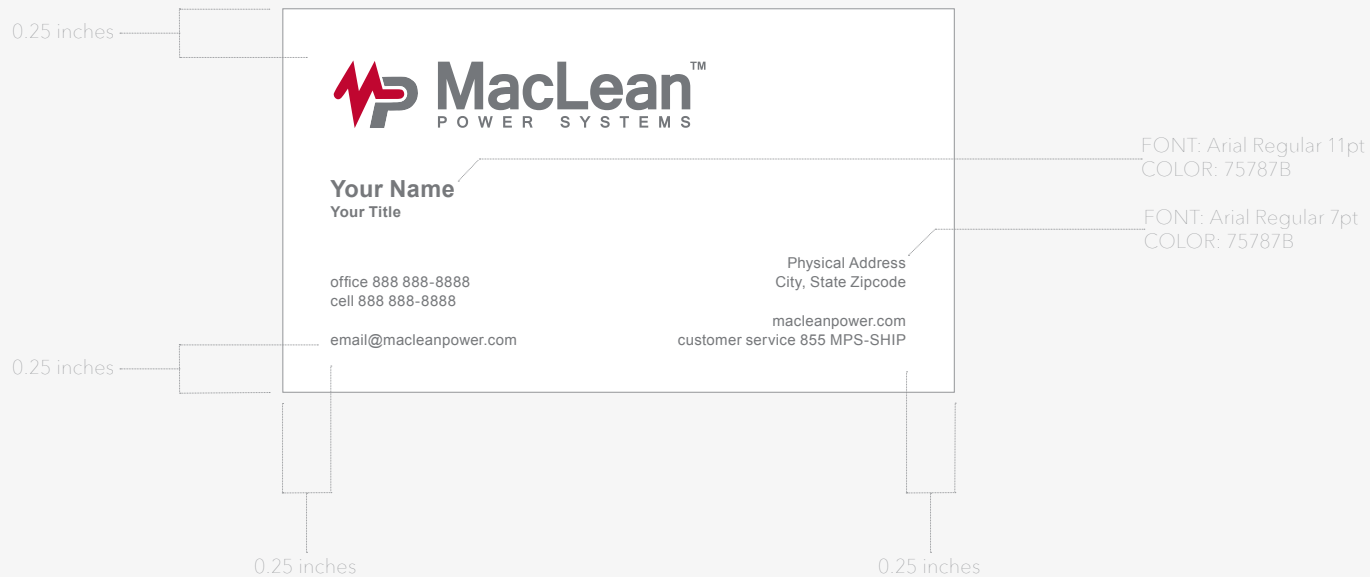 0.25 inches
MP MacLean™
POWER SYSTEMS
FONT: Arial Regular 11pt
COLOR: 75787B
Your Name
Your Title
FONT: Arial Regular 7pt
COLOR: 75787B
Physical Address
City, State Zipcode
office 888 888-8888
cell 888 888-8888
macleanpower.com
customer service 855 MPS-SHIP
email@macleanpower.com
0.25 inches
0.25 inches
0.25 inches